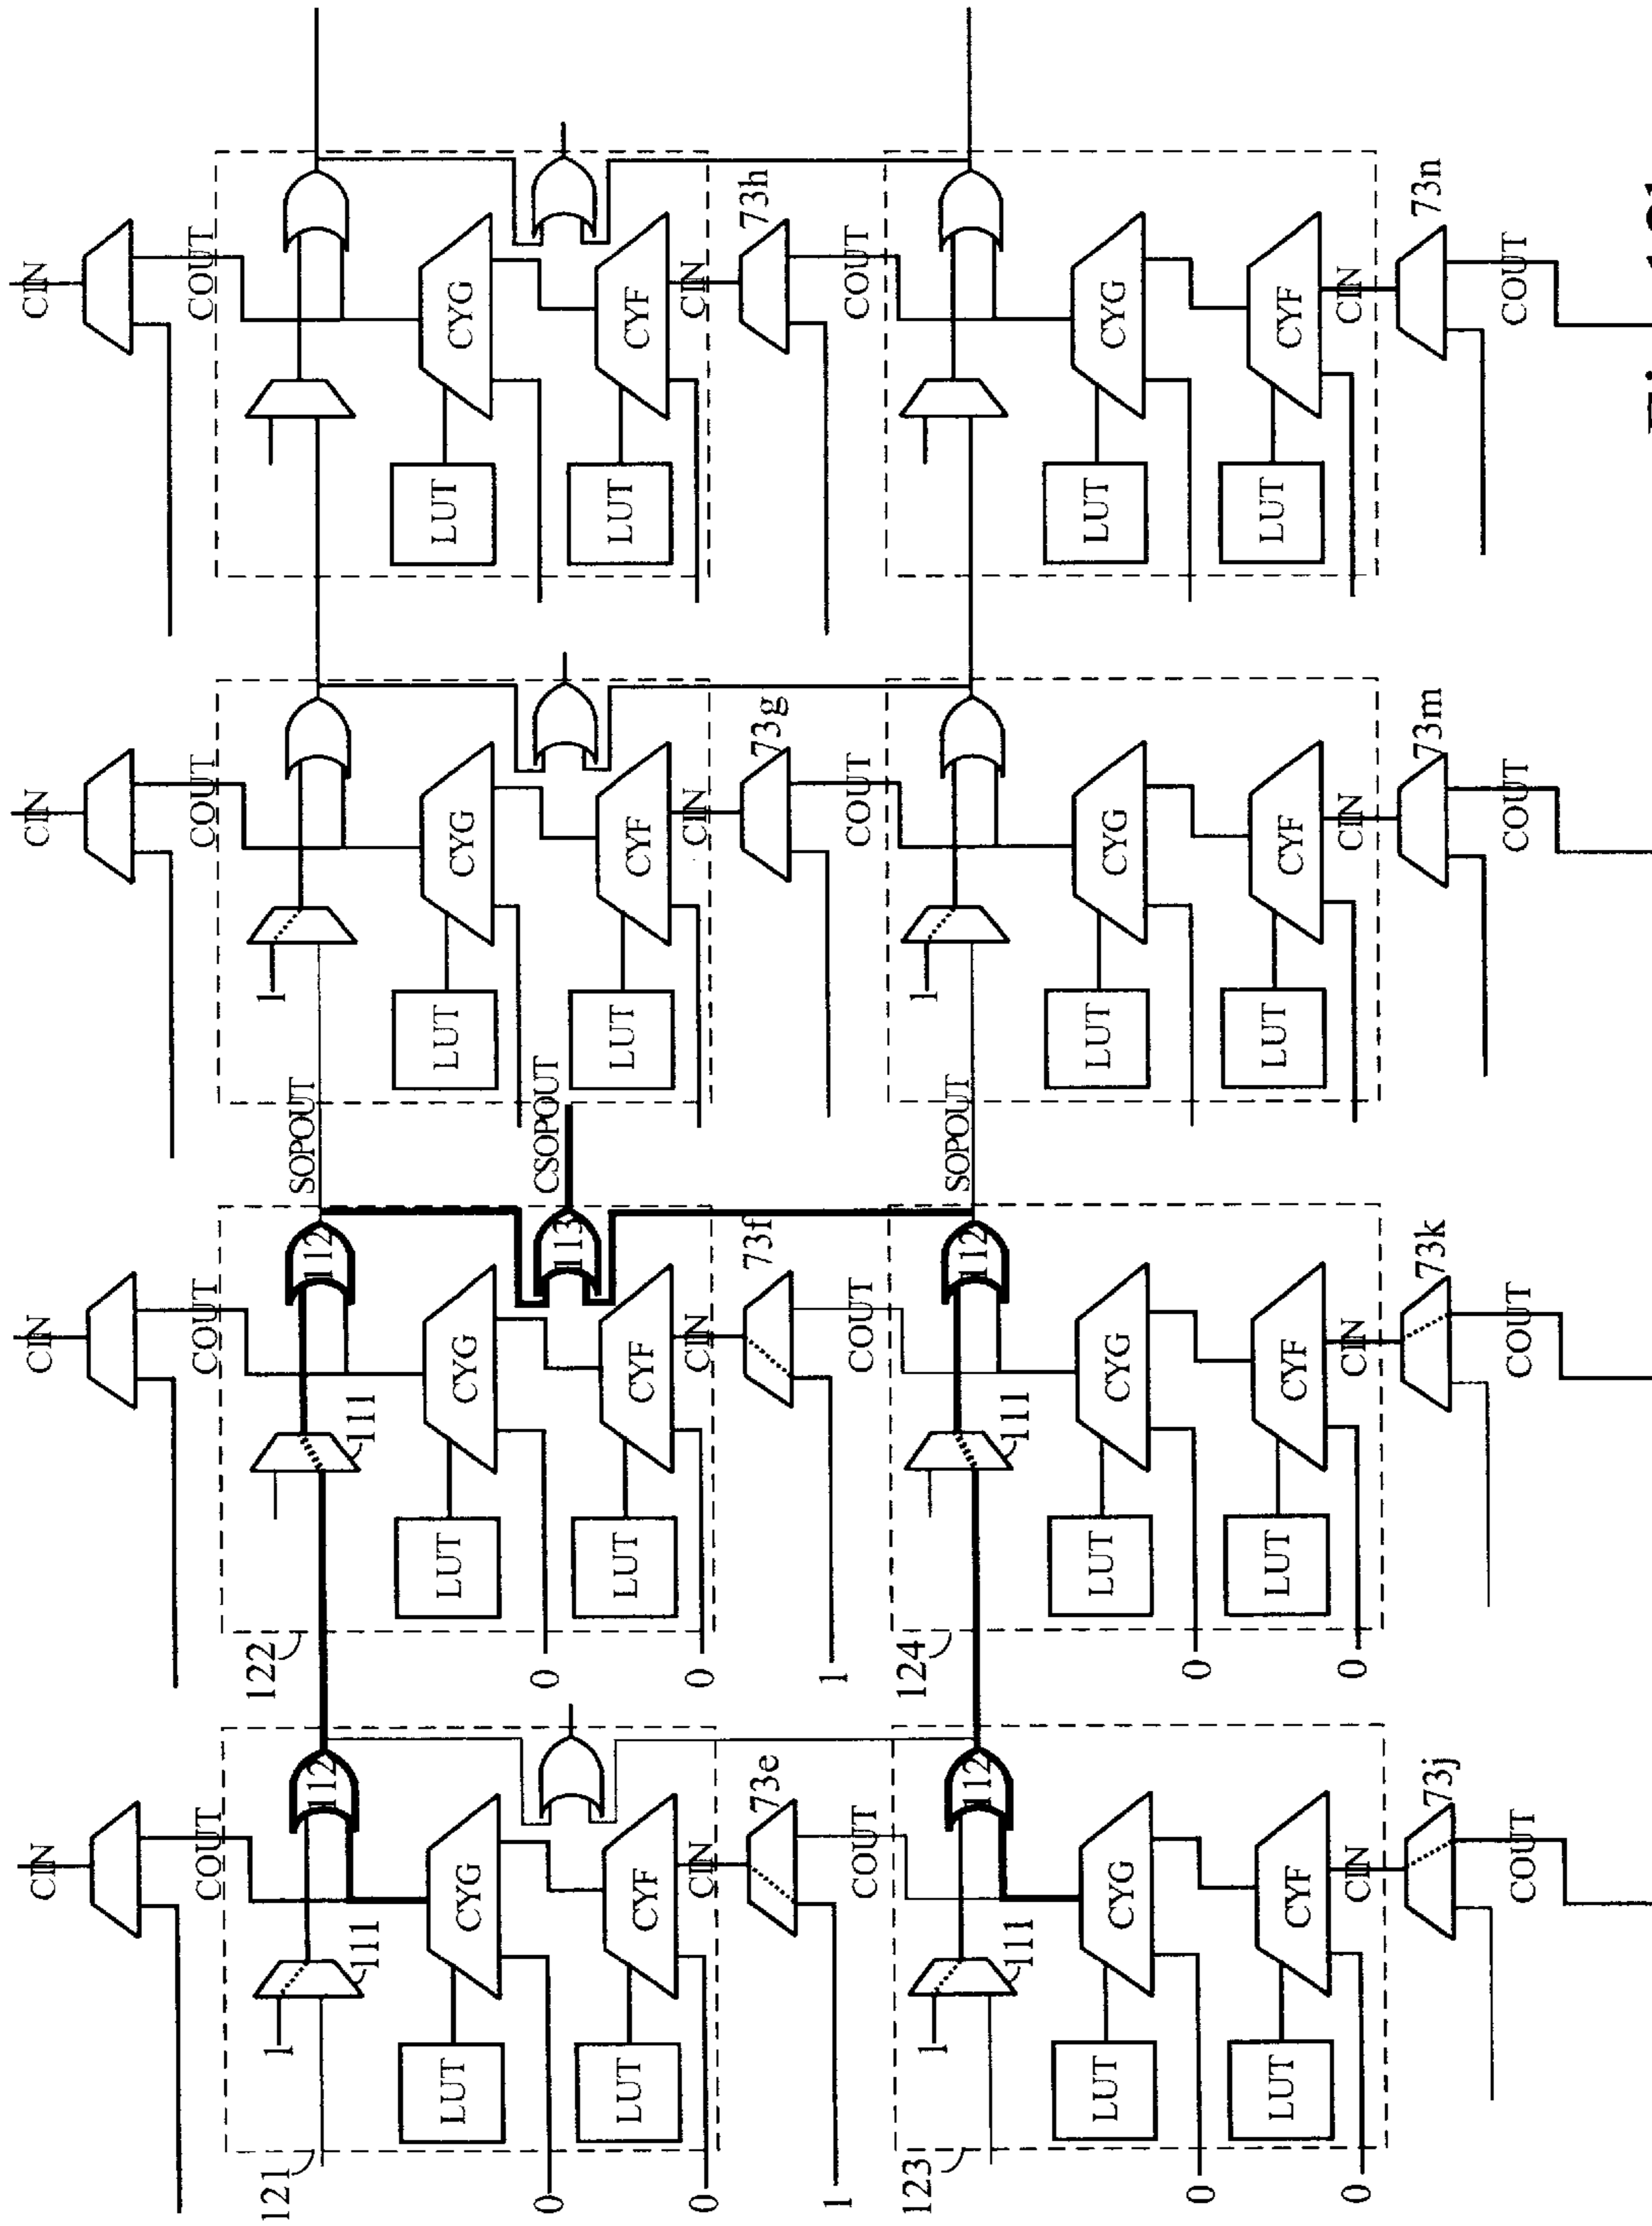 CIN CIN CIN CIN
COUT COUT COUT COUT
121 122
1 1
SOPOUT
112 112
111 111
LUT CYG LUT CYG LUT CYG LUT CYG
0 0 CSOPOUT
113
LUT CYF LUT CYF LUT CYF LUT CYF
0 CIN 0 CIN CIN CIN
73e 73f 73g 73h
1 1
COUT COUT COUT COUT
123 124
1 1
SOPOUT
112 112
111 111
LUT CYG LUT CYG LUT CYG LUT CYG
0 0
LUT CYF LUT CYF LUT CYF LUT CYF
0 CIN 0 CIN CIN CIN
73j 73k 73m 73n
COUT COUT COUT COUT